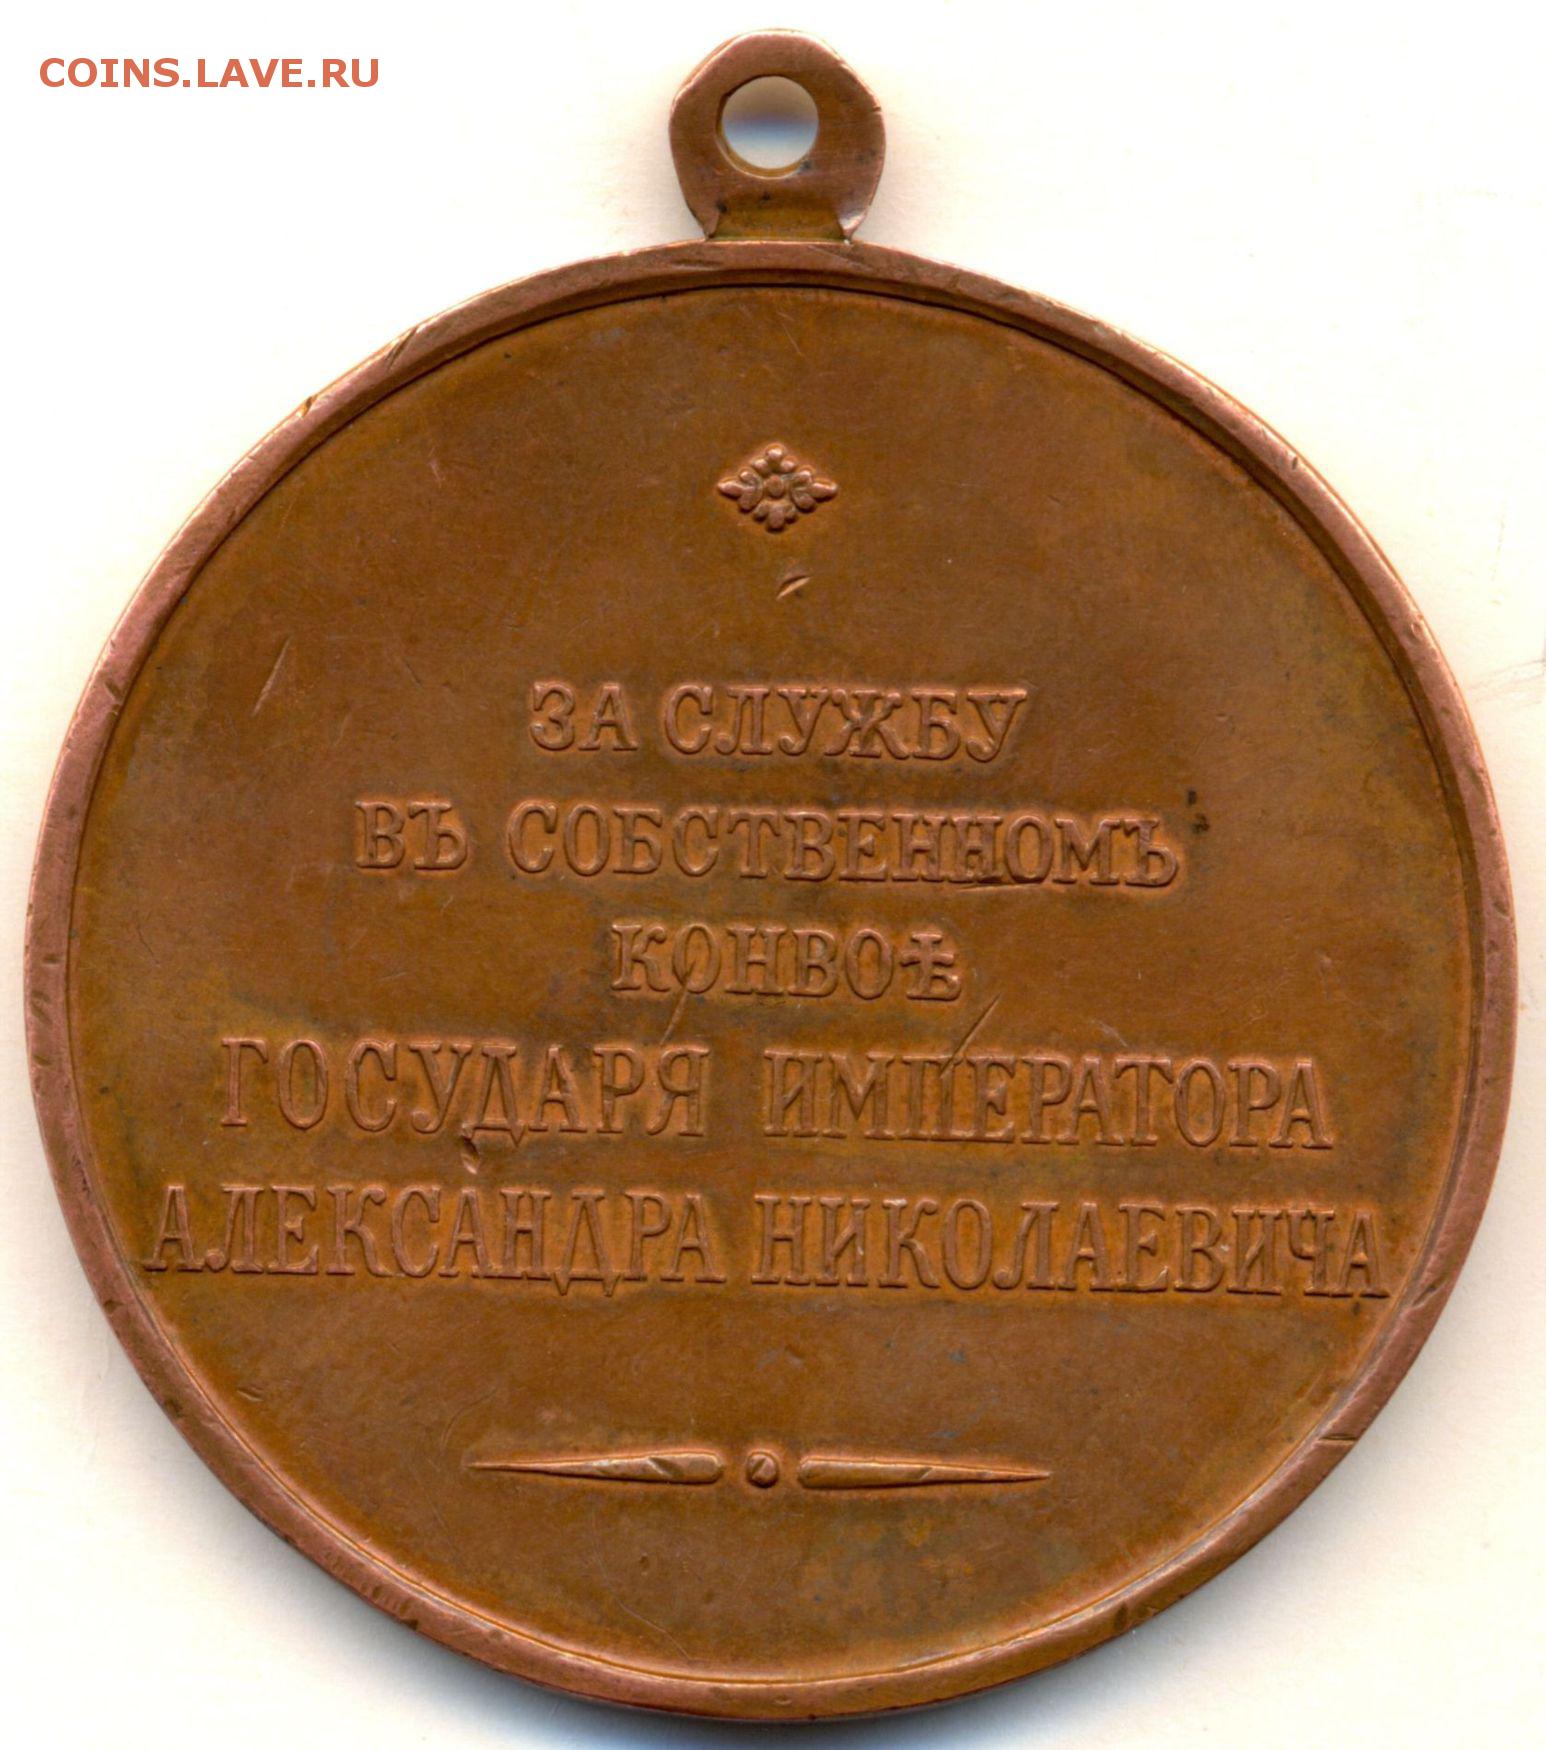 COINS.LAVE.RU
ЗА СЛУЖБУ
ВЪ СОБСТВЕННОМЪ
КОНВОѢ
ГОСУДАРЯ ИМПЕРАТОРА
АЛЕКСАНДРА НИКОЛАЕВИЧА